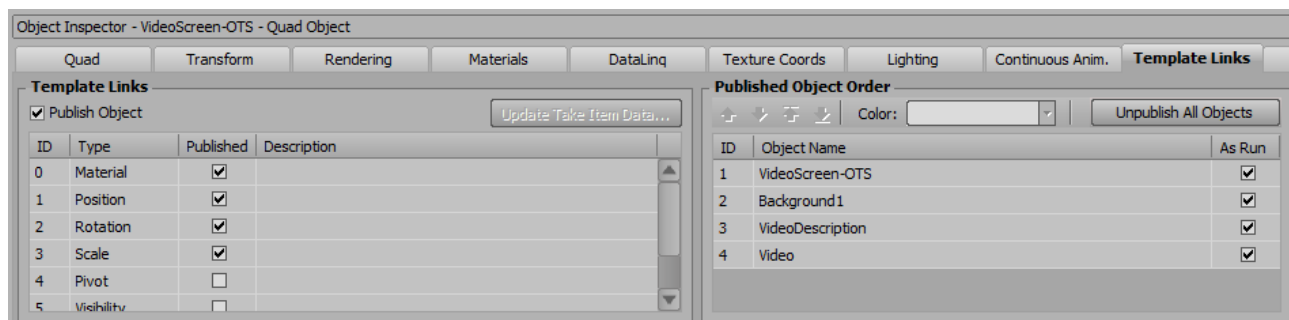 Object Inspector - VideoScreen-OTS - Quad Object
Quad Transform Rendering Materials DataLinq Texture Coords Lighting Continuous Anim. Template Links
Template Links
Publish Object
Update Take Item Data...
ID Type Published Description
0 Material
1 Position
2 Rotation
3 Scale
4 Pivot
5 Visibility
Published Object Order
Color:
Unpublish All Objects
ID Object Name As Run
1 VideoScreen-OTS
2 Background1
3 VideoDescription
4 Video